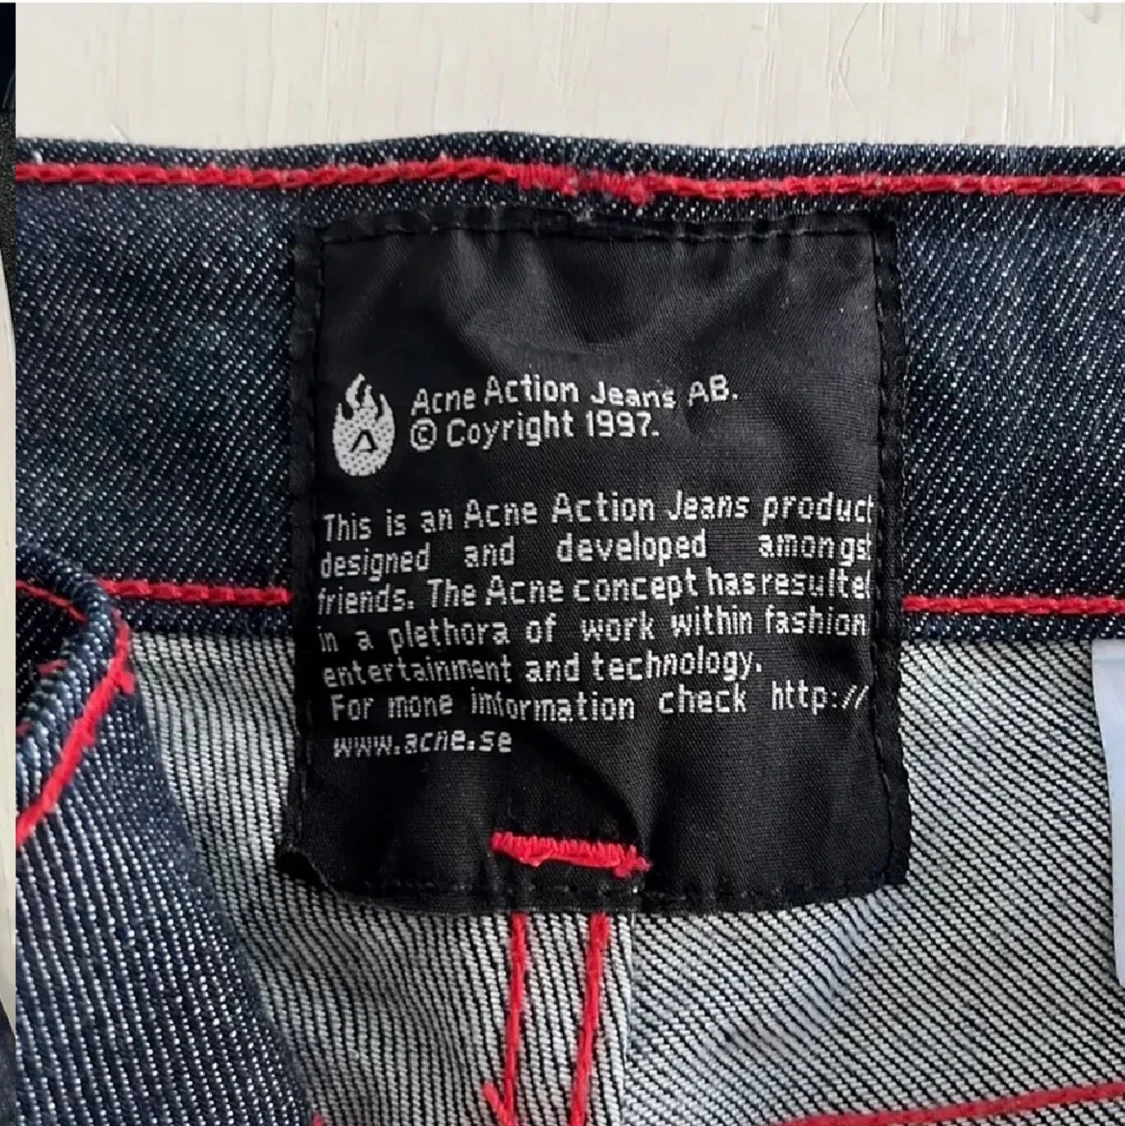 Acne Action Jeans AB.
© Coyright 1997.
This is an Acne Action Jeans product
designed and developed amongst
friends. The Acne concept has resulted
in a plethora of work within fashion
entertainment and technology.
For mone imformation check http://
www.acne.se